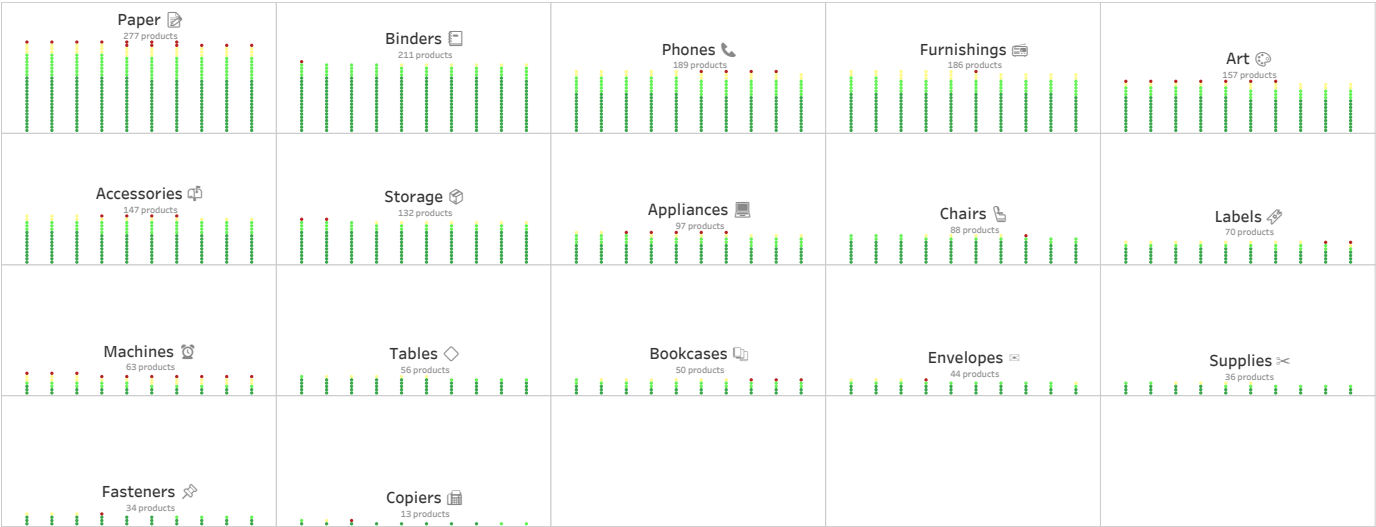 Paper
277 products
Binders
211 products
Phones
189 products
Furnishings
186 products
Art
157 products
Accessories
147 products
Storage
132 products
Appliances
97 products
Chairs
88 products
Labels
70 products
Machines
63 products
Tables
56 products
Bookcases
50 products
Envelopes
44 products
Supplies
36 products
Fasteners
34 products
Copiers
13 products